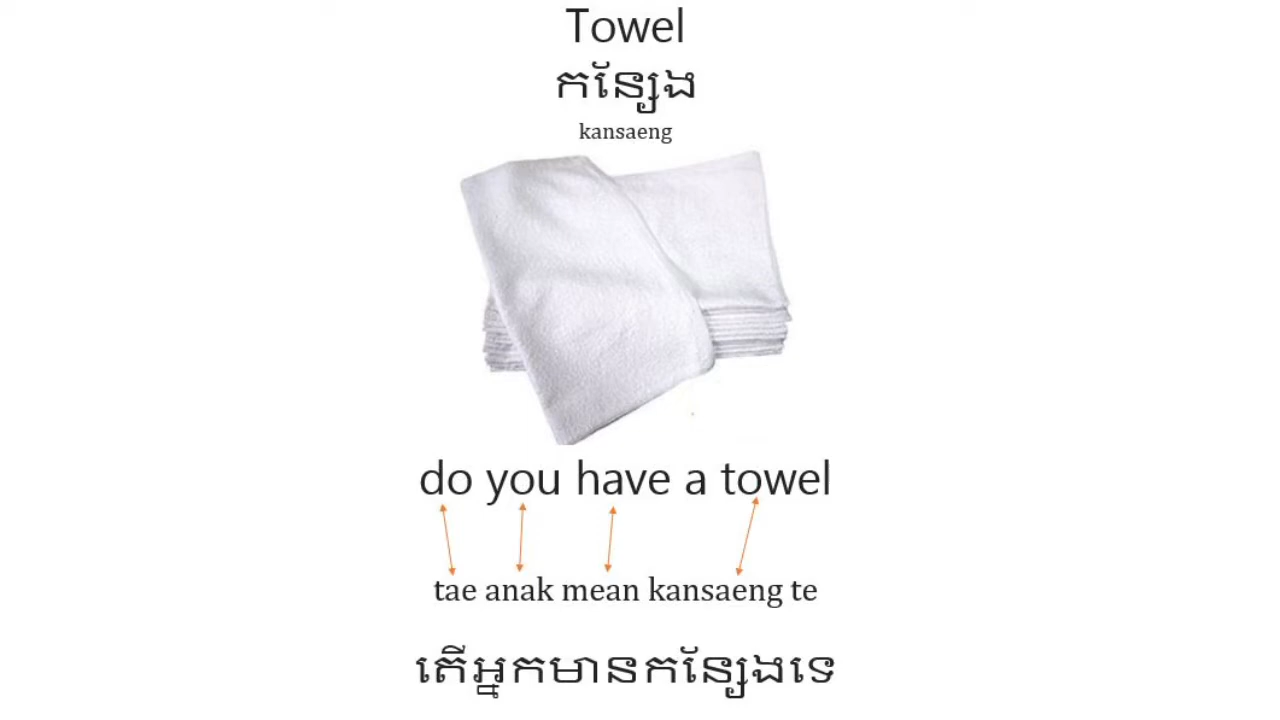 Towel
កន្សែង
kansaeng
do you have a towel
tae anak mean kansaeng te
តើអ្នកមានកន្សែងទេ